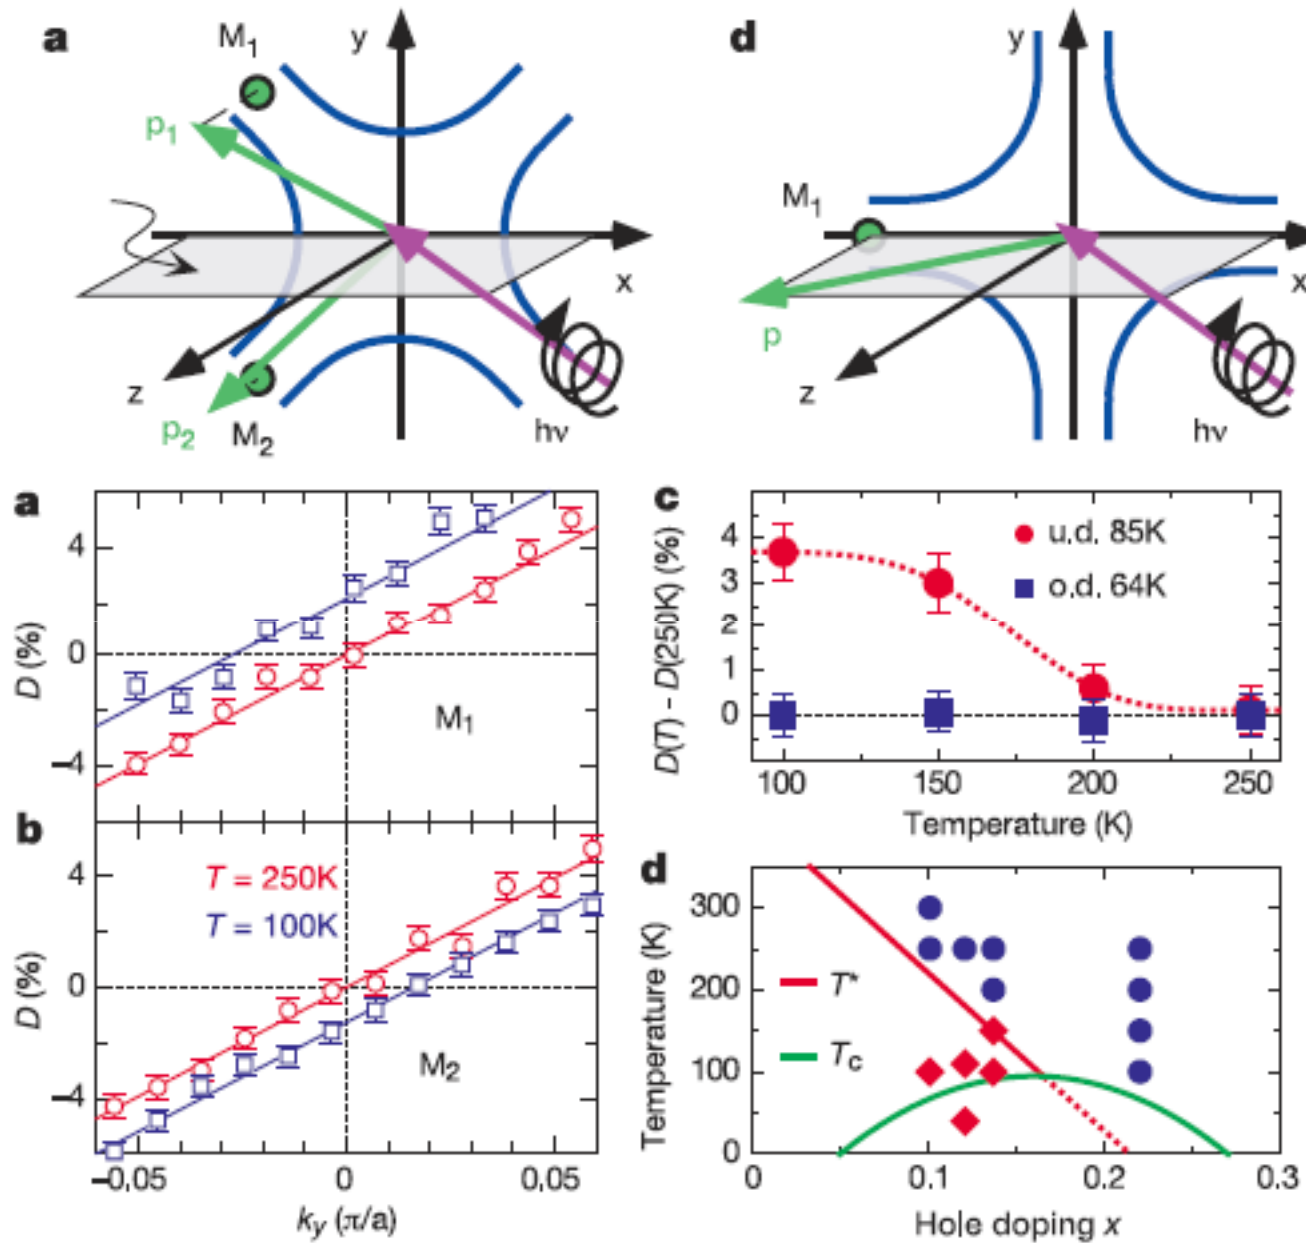 a
M₁
y
p₁
x
z
p₂
M₂
hν
d
y
M₁
x
p
z
hν
a
4
0
−4
D (%)
M₁
b
T = 250K
T = 100K
4
0
−4
D (%)
M₂
−0.05
0
0.05
k_y (π/a)
c
u.d. 85K
o.d. 64K
4
3
2
1
0
D(T) − D(250K) (%)
100
150
200
250
Temperature (K)
d
300
200
100
0
Temperature (K)
T*
T_c
0
0.1
0.2
0.3
Hole doping x